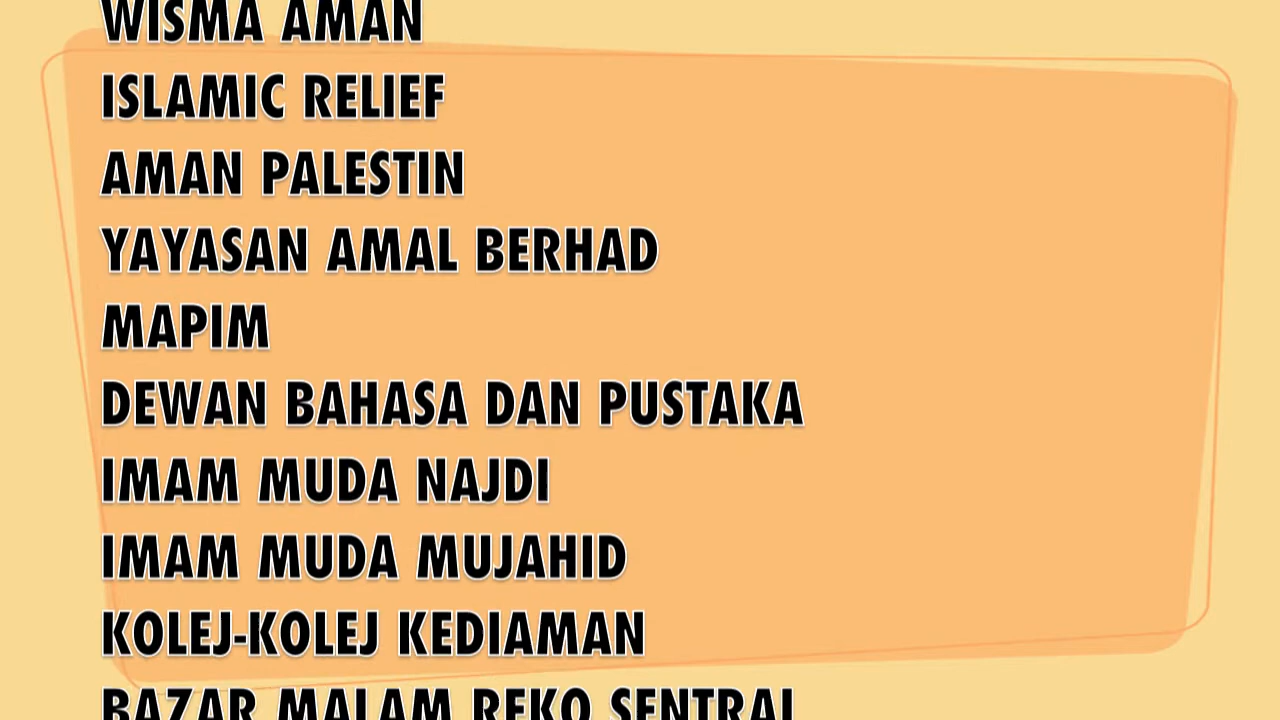 WISMA AMAN
ISLAMIC RELIEF
AMAN PALESTIN
YAYASAN AMAL BERHAD
MAPIM
DEWAN BAHASA DAN PUSTAKA
IMAM MUDA NAJDI
IMAM MUDA MUJAHID
KOLEJ-KOLEJ KEDIAMAN
BAZAR MALAM REKO SENTRAL